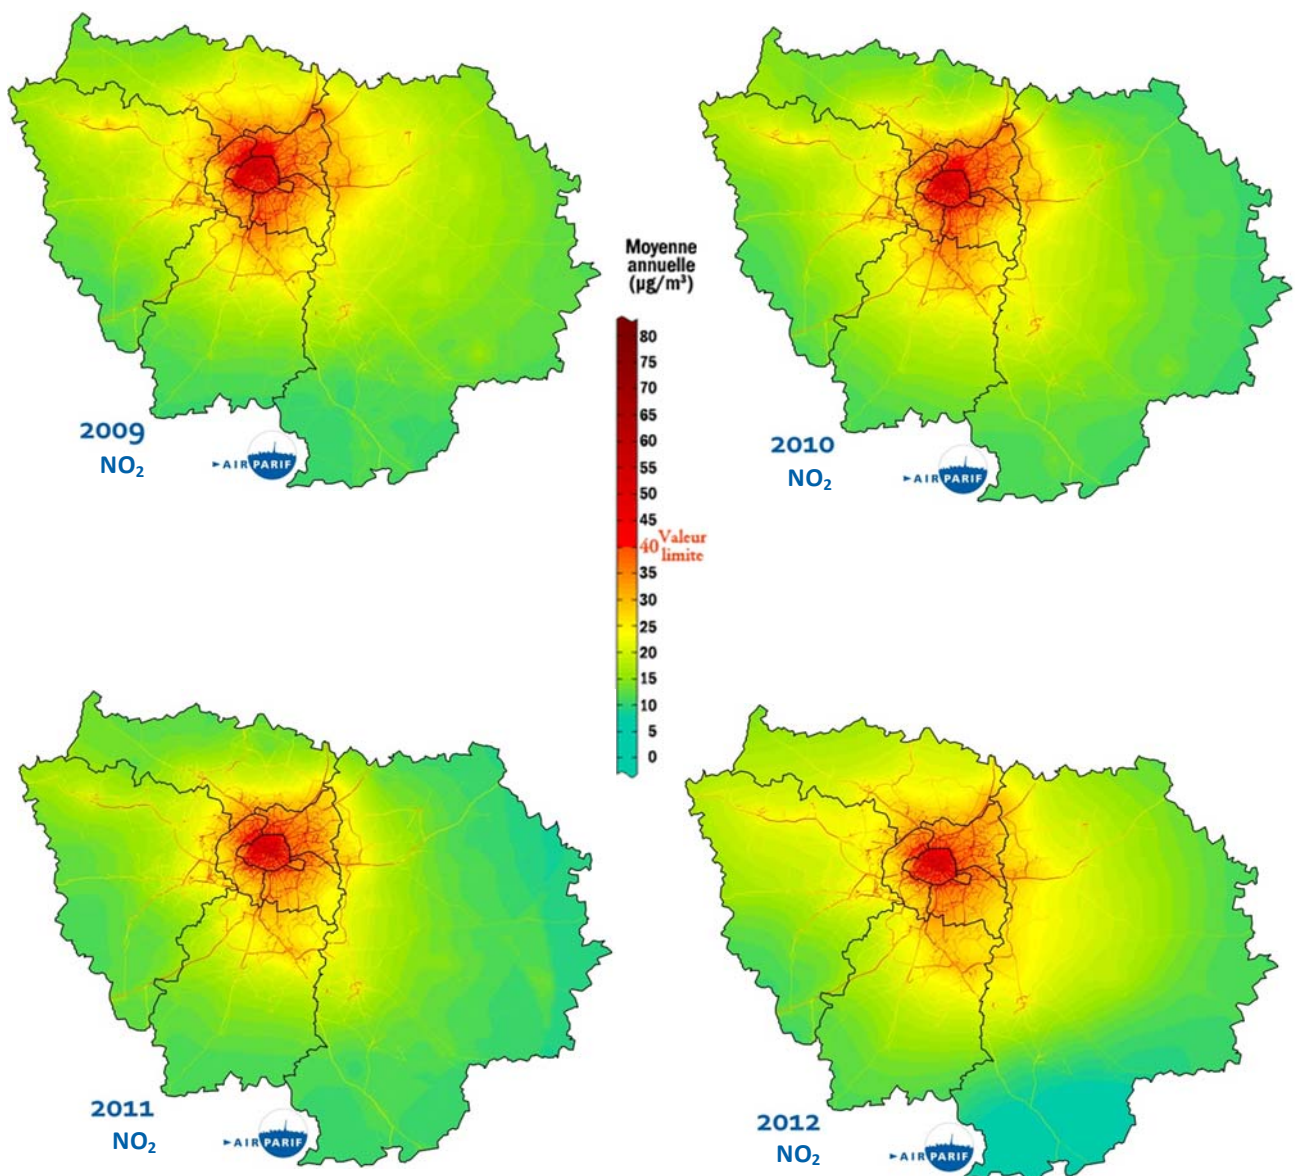 2009
NO₂
►AIRPARIF
2010
NO₂
►AIRPARIF
Moyenne
annuelle
(µg/m³)
80
75
70
65
60
55
50
45
40 Valeur
limite
35
30
25
20
15
10
5
0
2011
NO₂
►AIRPARIF
2012
NO₂
►AIRPARIF